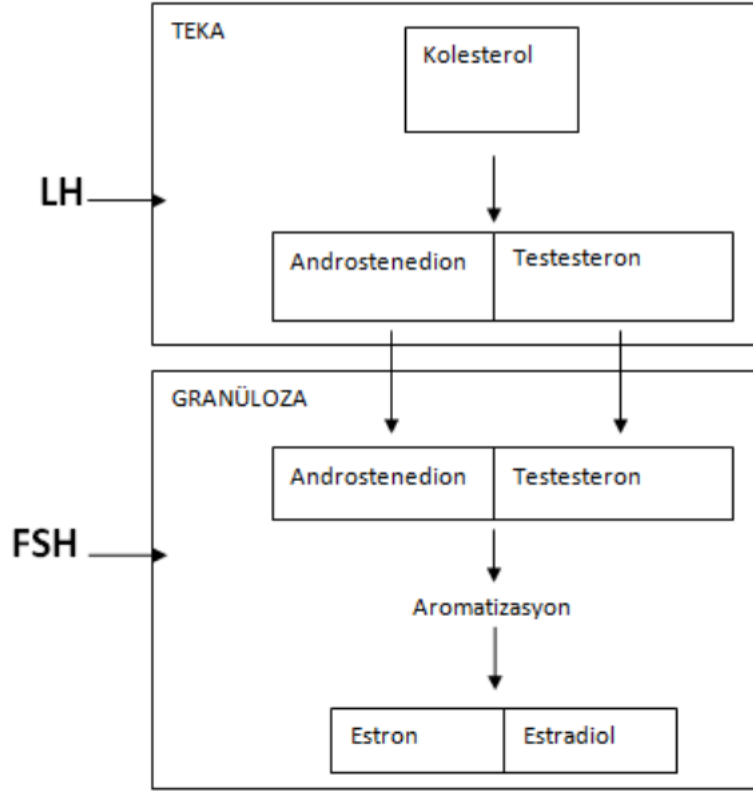 TEKA
Kolesterol
LH
Androstenedion
Testesteron
GRANÜLOZA
Androstenedion
Testesteron
FSH
Aromatizasyon
Estron
Estradiol